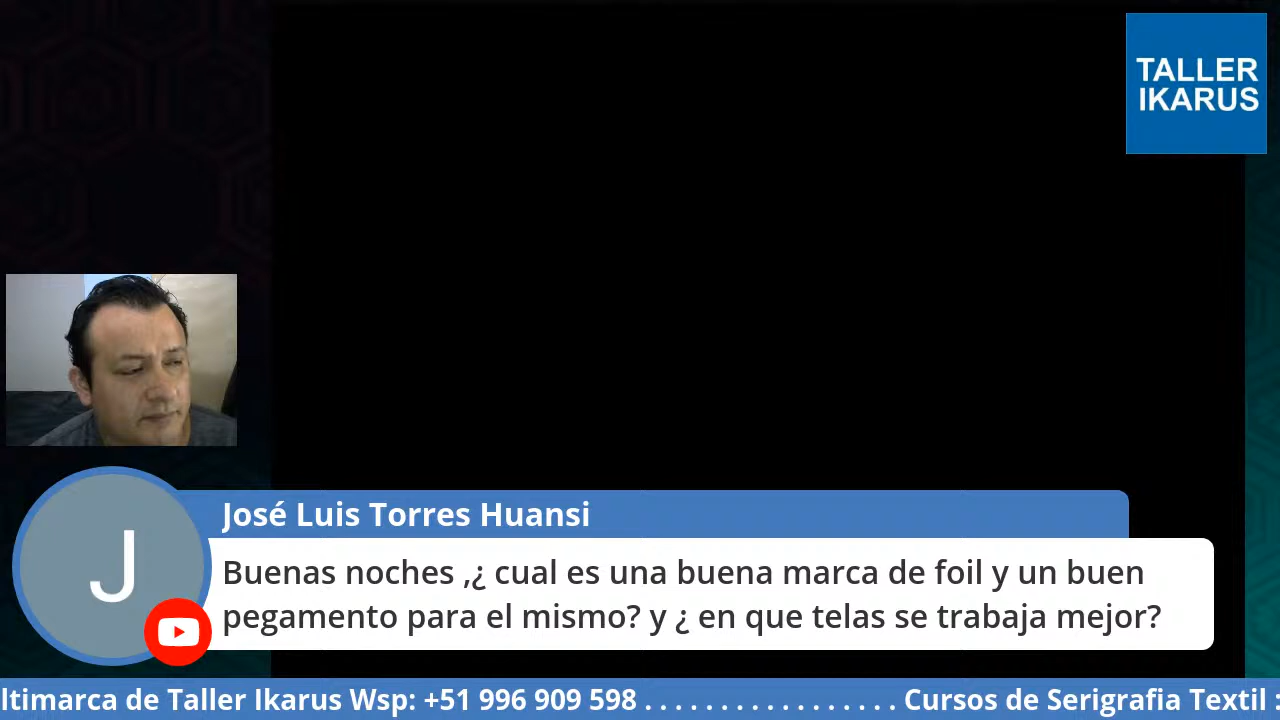 TALLER
IKARUS
José Luis Torres Huansi
J
Buenas noches ,¿ cual es una buena marca de foil y un buen
pegamento para el mismo? y ¿ en que telas se trabaja mejor?
ltimarca de Taller Ikarus Wsp: +51 996 909 598 . . . . . . . . . . . . . . . . . Cursos de Serigrafia Textil :